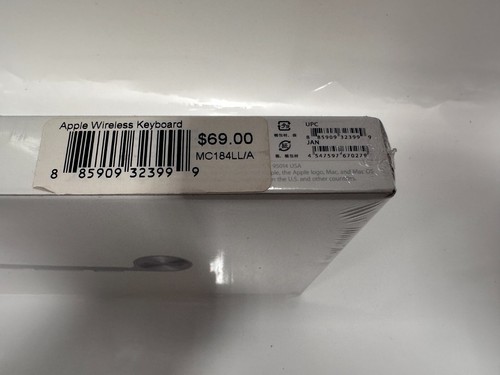 Apple Wireless Keyboard
$69.00
MC184LL/A
8 85909 32399 9
UPC
8 85909 32399 9
JAN
4 547597 670279
the Apple logo, Mac, and Mac OS
in the U.S. and other countries.